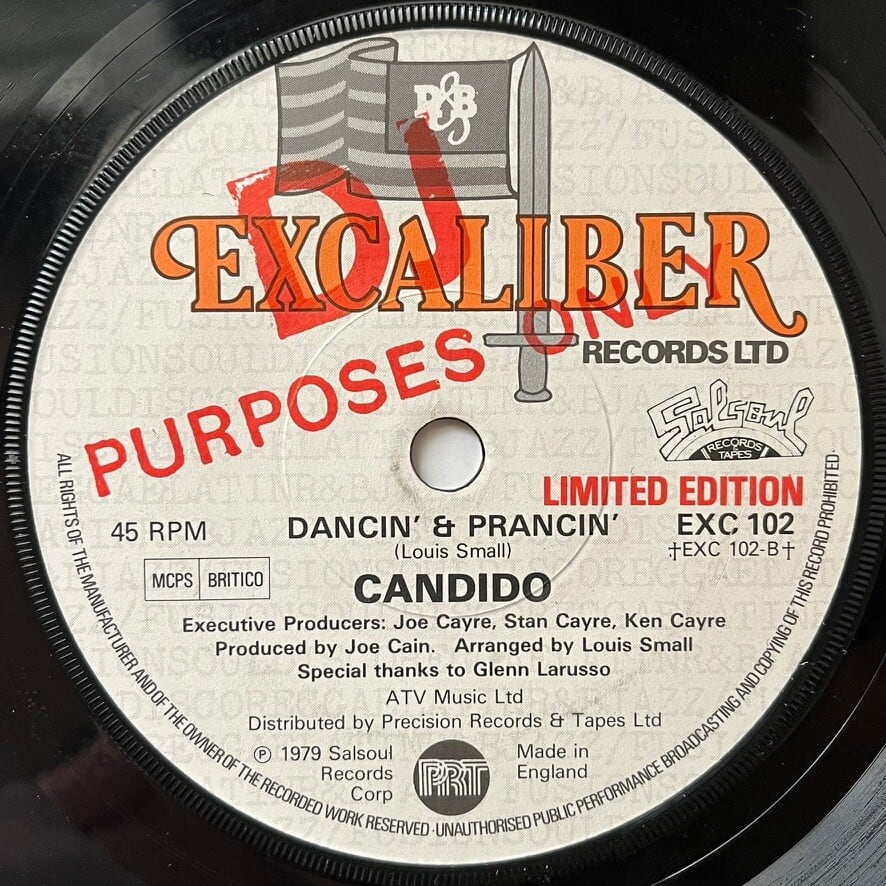 R&B
DJ
EXCALIBER
RECORDS LTD
PURPOSES ONLY
Salsoul
RECORDS & TAPES
LIMITED EDITION
45 RPM
DANCIN' & PRANCIN'
EXC 102
(Louis Small)
†EXC 102-B†
MCPS BRITICO
CANDIDO
Executive Producers: Joe Cayre, Stan Cayre, Ken Cayre
Produced by Joe Cain. Arranged by Louis Small
Special thanks to Glenn Larusso
ATV Music Ltd
Distributed by Precision Records & Tapes Ltd
℗ 1979 Salsoul
Records
Corp
PRT
Made in
England
ALL RIGHTS OF THE MANUFACTURER AND OF THE OWNER OF THE RECORDED WORK RESERVED · UNAUTHORISED PUBLIC PERFORMANCE BROADCASTING AND COPYING OF THIS RECORD PROHIBITED ·